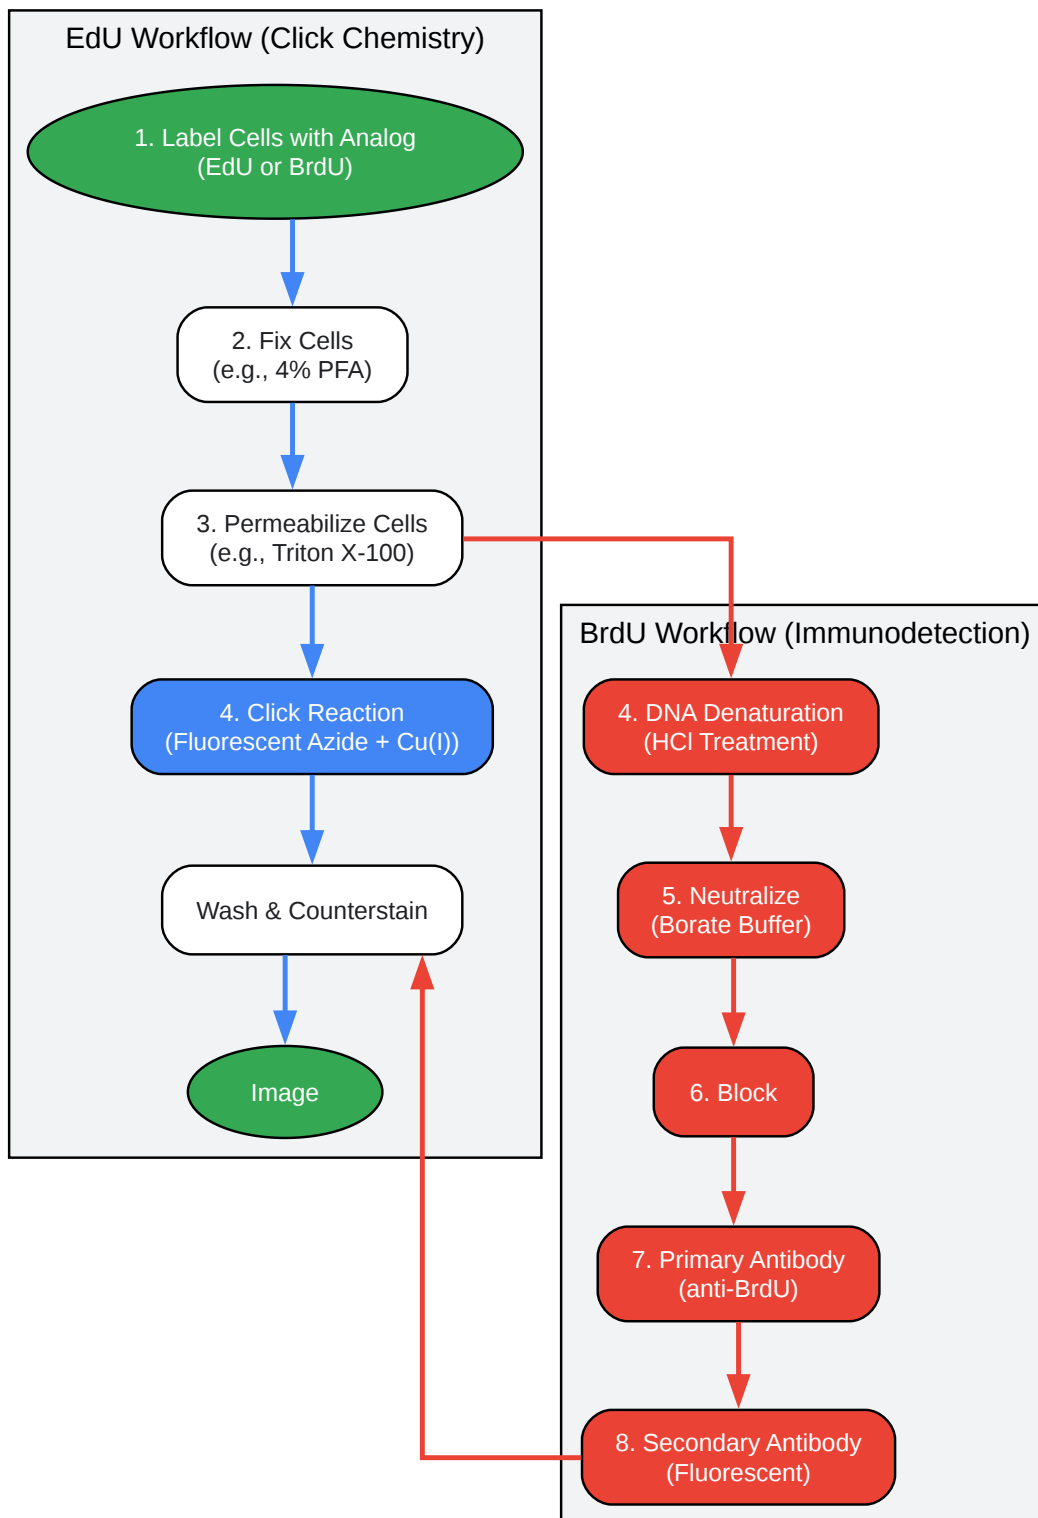 EdU Workflow (Click Chemistry)
1. Label Cells with Analog
(EdU or BrdU)
2. Fix Cells
(e.g., 4% PFA)
3. Permeabilize Cells
(e.g., Triton X-100)
4. Click Reaction
(Fluorescent Azide + Cu(I))
Wash & Counterstain
Image
BrdU Workflow (Immunodetection)
4. DNA Denaturation
(HCl Treatment)
5. Neutralize
(Borate Buffer)
6. Block
7. Primary Antibody
(anti-BrdU)
8. Secondary Antibody
(Fluorescent)